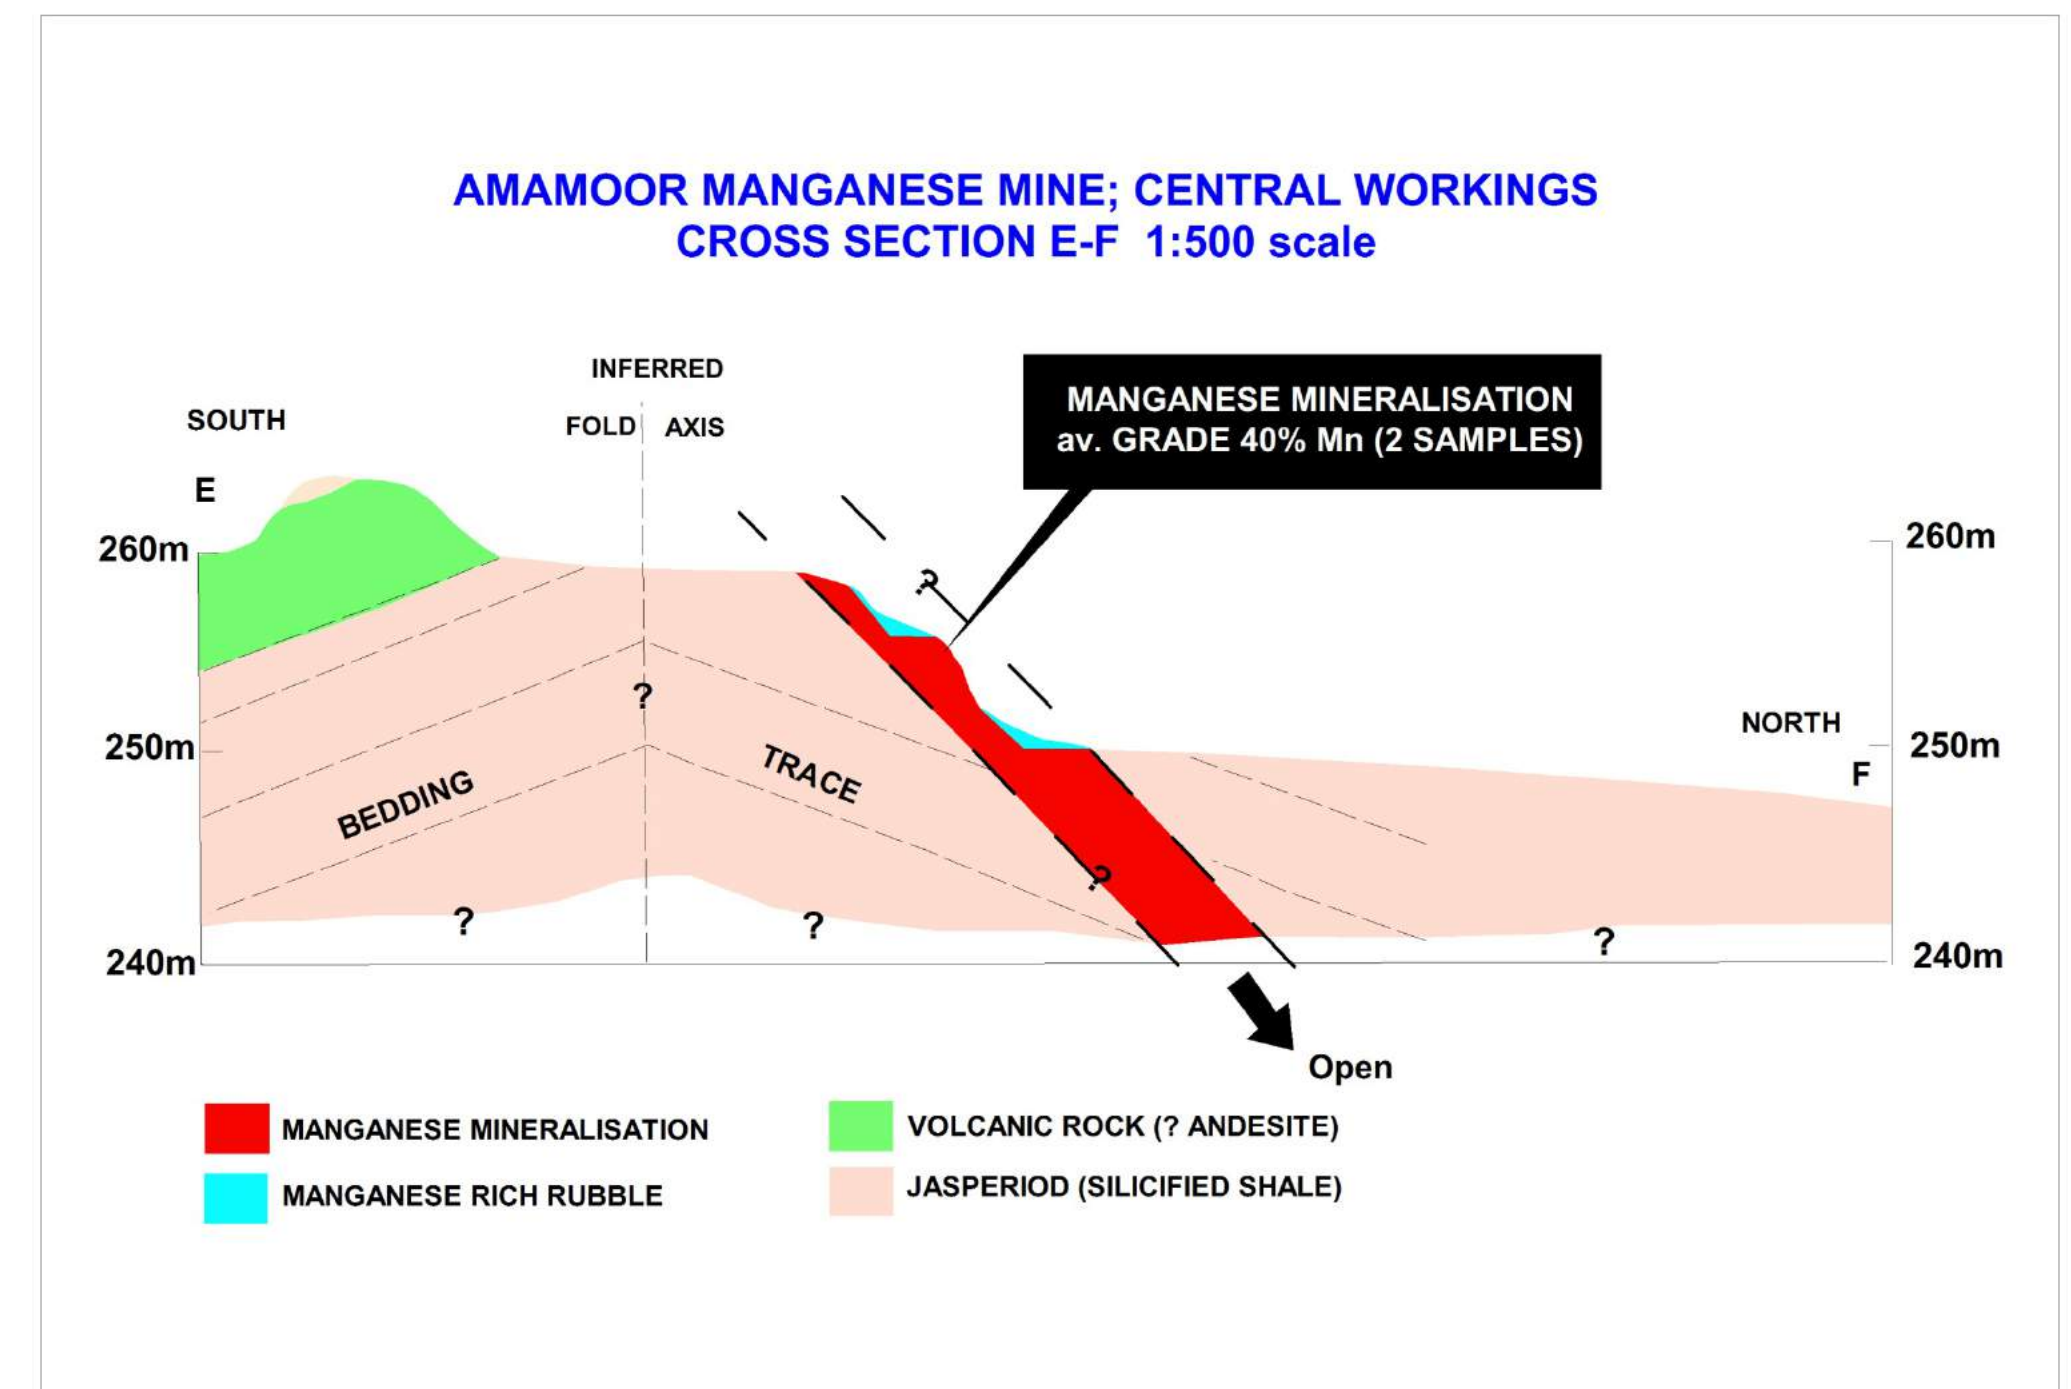 AMAMOOR MANGANESE MINE; CENTRAL WORKINGS
CROSS SECTION E-F 1:500 scale
INFERRED
FOLD AXIS
SOUTH
E
MANGANESE MINERALISATION
av. GRADE 40% Mn (2 SAMPLES)
260m
260m
?
?
NORTH
250m
250m
F
TRACE
BEDDING
?
?
?
?
240m
240m
Open
MANGANESE MINERALISATION
VOLCANIC ROCK (? ANDESITE)
MANGANESE RICH RUBBLE
JASPERIOD (SILICIFIED SHALE)